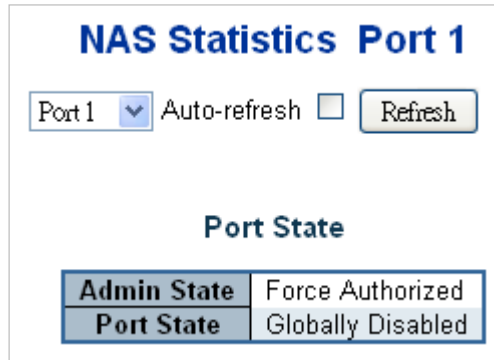 NAS Statistics Port 1
Port 1 Auto-refresh Refresh
Port State
Admin State Force Authorized
Port State Globally Disabled